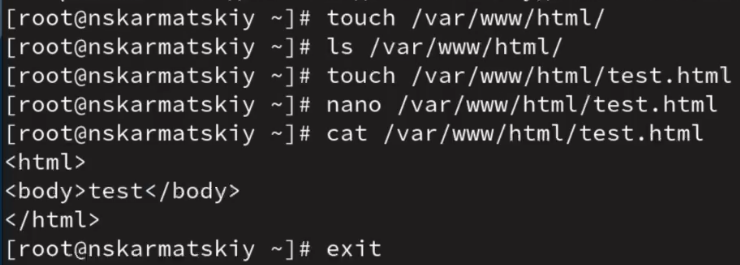 [root@nskarmatskiy ~]# touch /var/www/html/
[root@nskarmatskiy ~]# ls /var/www/html/
[root@nskarmatskiy ~]# touch /var/www/html/test.html
[root@nskarmatskiy ~]# nano /var/www/html/test.html
[root@nskarmatskiy ~]# cat /var/www/html/test.html
<html>
<body>test</body>
</html>
[root@nskarmatskiy ~]# exit